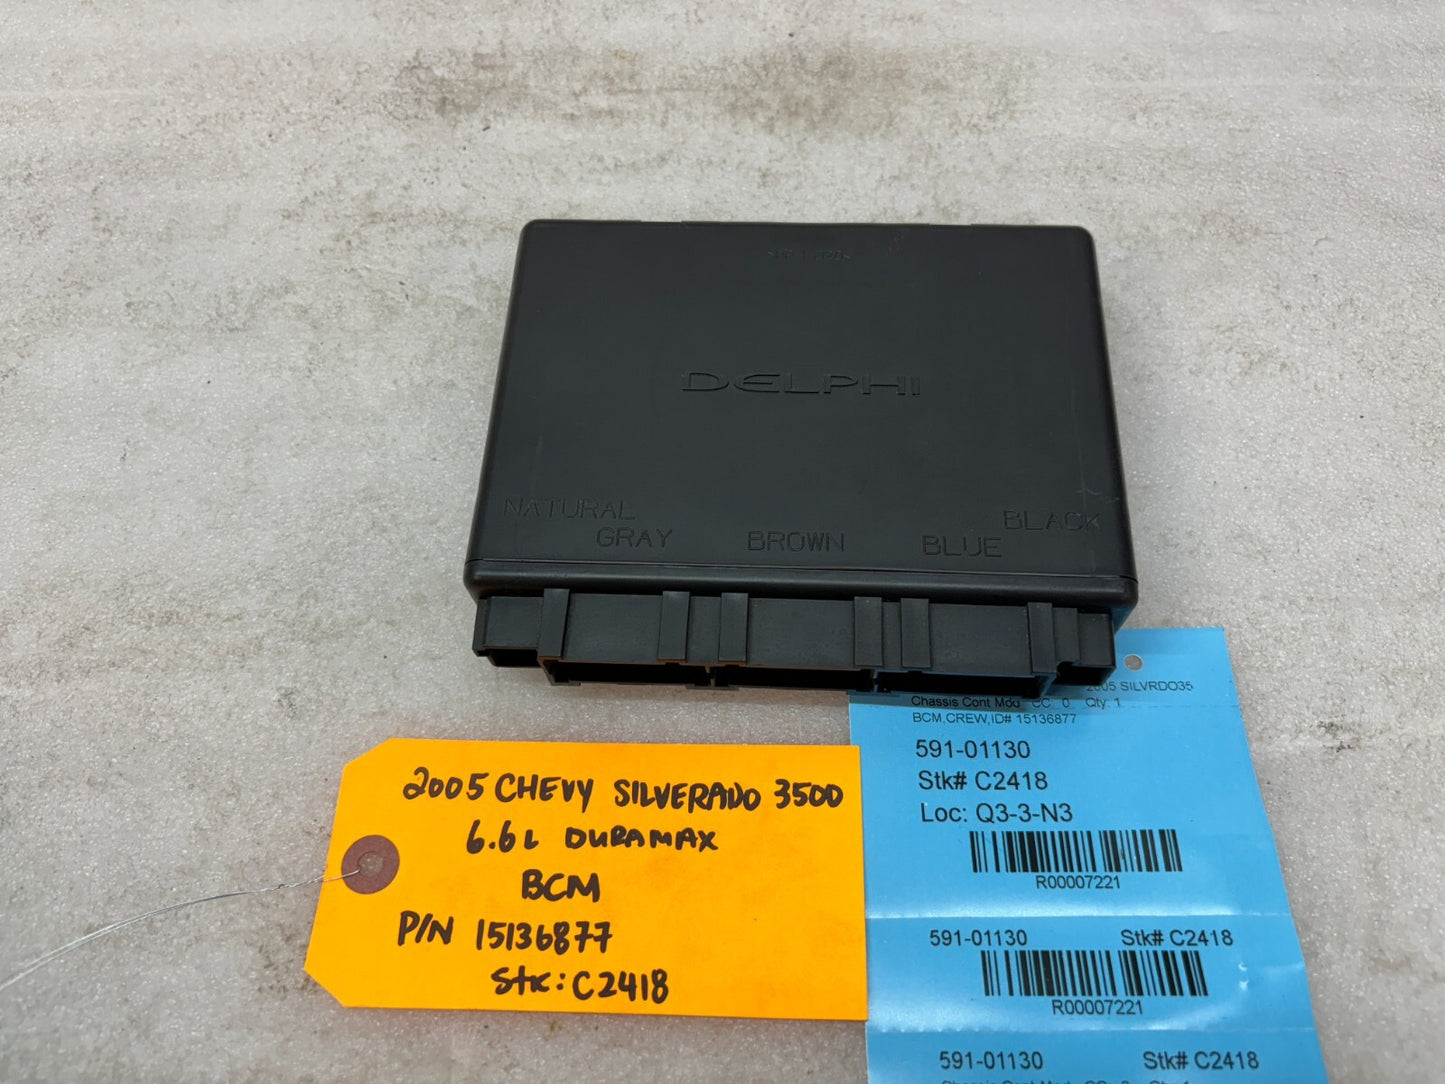 DELPHI
NATURAL
GRAY
BROWN
BLUE
BLACK
2005 SILVRDO35
Chassis Cont Mod CC: 0 Qty: 1
BCM,CREW,ID# 15136877
591-01130
Stk# C2418
Loc: Q3-3-N3
R00007221
591-01130 Stk# C2418
R00007221
591-01130 Stk# C2418
2005 CHEVY SILVERADO 3500
6.6L DURAMAX
BCM
P/N 15136877
Stk: C2418